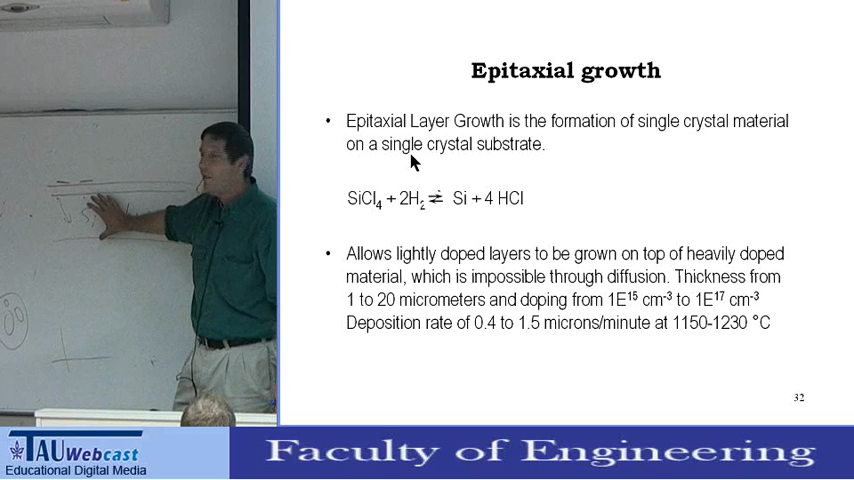 Epitaxial growth
• Epitaxial Layer Growth is the formation of single crystal material
on a single crystal substrate.
SiCl₄ + 2H₂ ⇌ Si + 4 HCl
• Allows lightly doped layers to be grown on top of heavily doped
material, which is impossible through diffusion. Thickness from
1 to 20 micrometers and doping from 1E¹⁵ cm⁻³ to 1E¹⁷ cm⁻³
Deposition rate of 0.4 to 1.5 microns/minute at 1150-1230 °C
32
TAU Webcast
Educational Digital Media
Faculty of Engineering